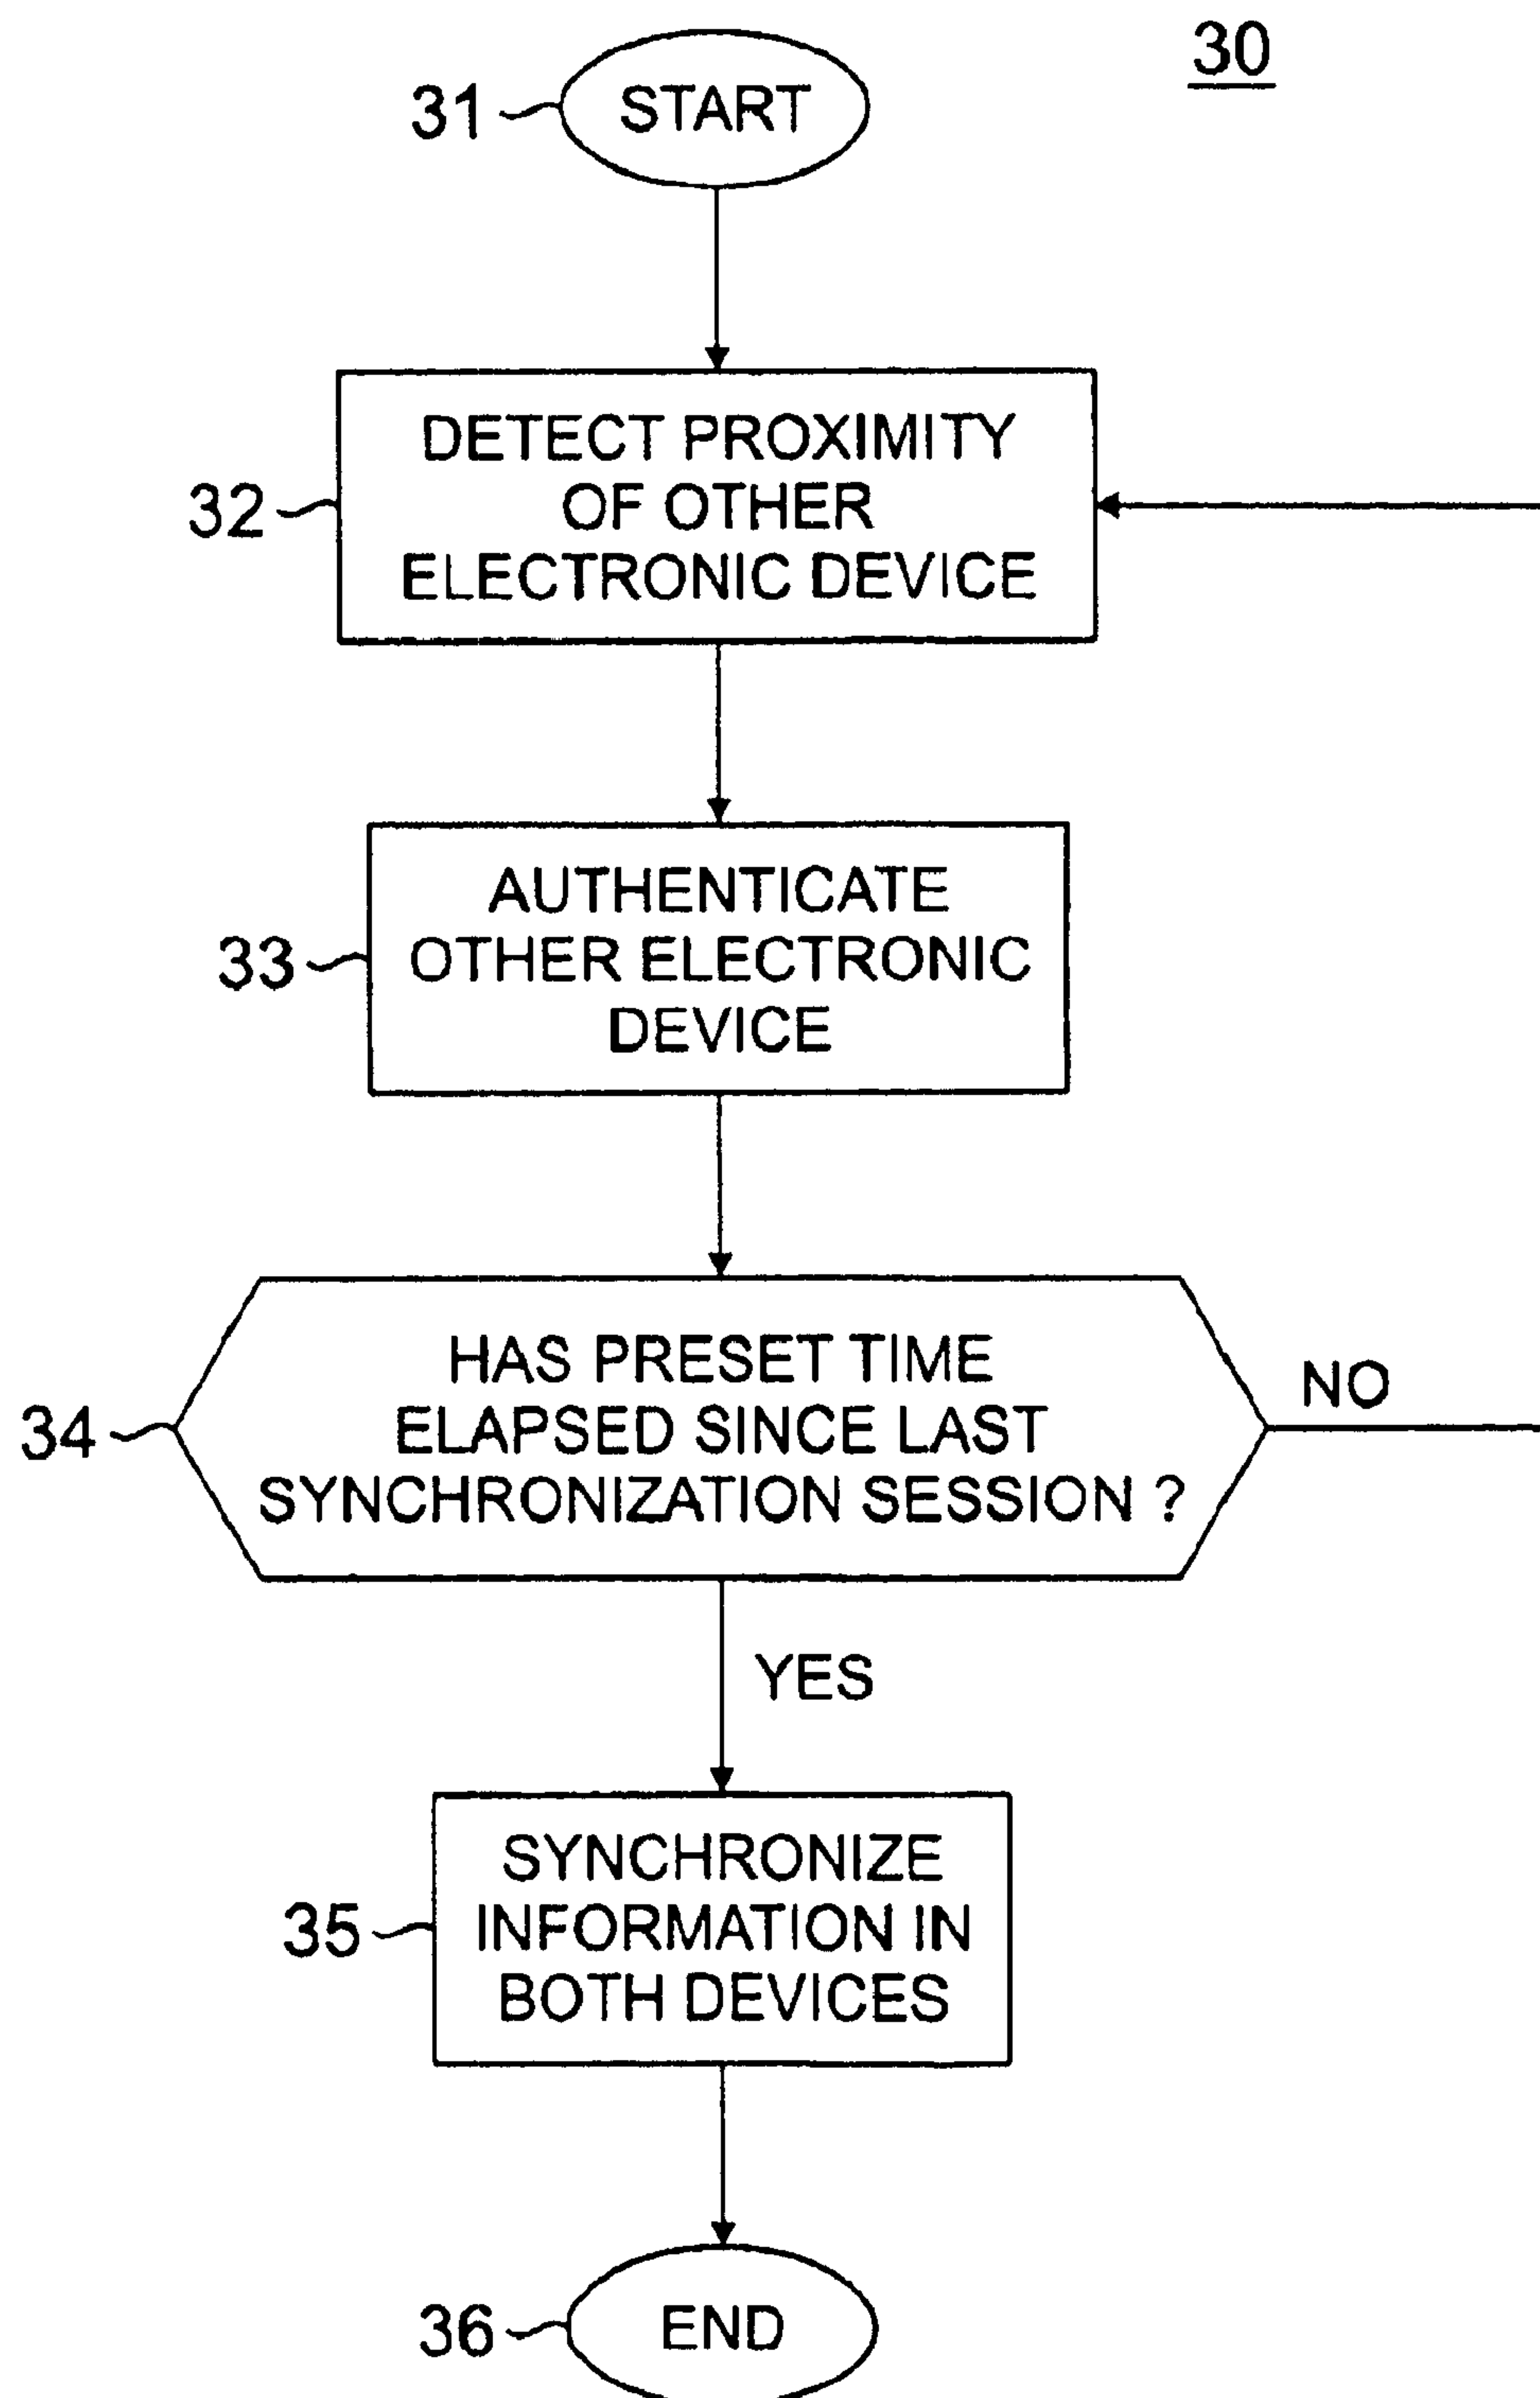 30
31
START
DETECT PROXIMITY
OF OTHER
ELECTRONIC DEVICE
32
AUTHENTICATE
OTHER ELECTRONIC
DEVICE
33
HAS PRESET TIME
ELAPSED SINCE LAST
SYNCHRONIZATION SESSION ?
34
NO
YES
SYNCHRONIZE
INFORMATION IN
BOTH DEVICES
35
36
END